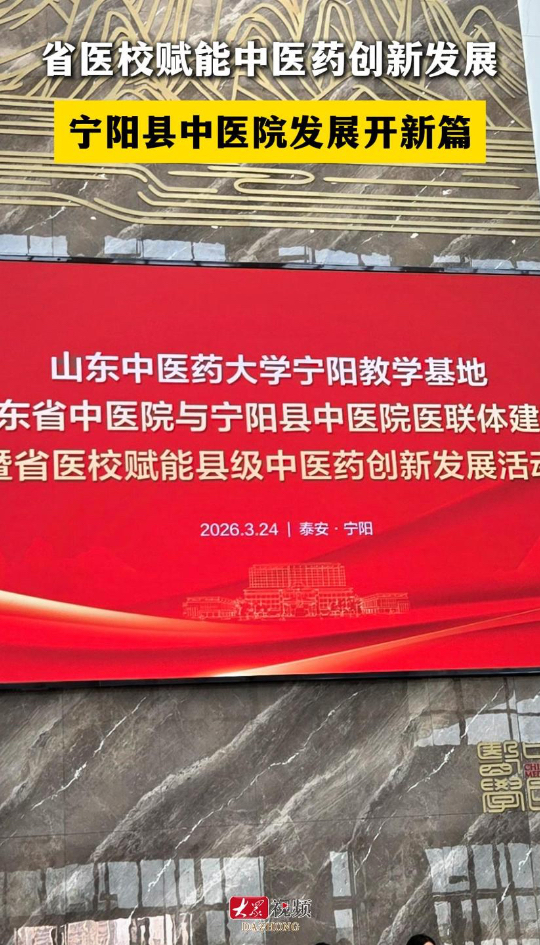 省医校赋能中医药创新发展
宁阳县中医院发展开新篇
山东中医药大学宁阳教学基地
东省中医院与宁阳县中医院医联体建
暨省医校赋能县级中医药创新发展活动
2026.3.24 | 泰安·宁阳
大众视频
DAZHONG